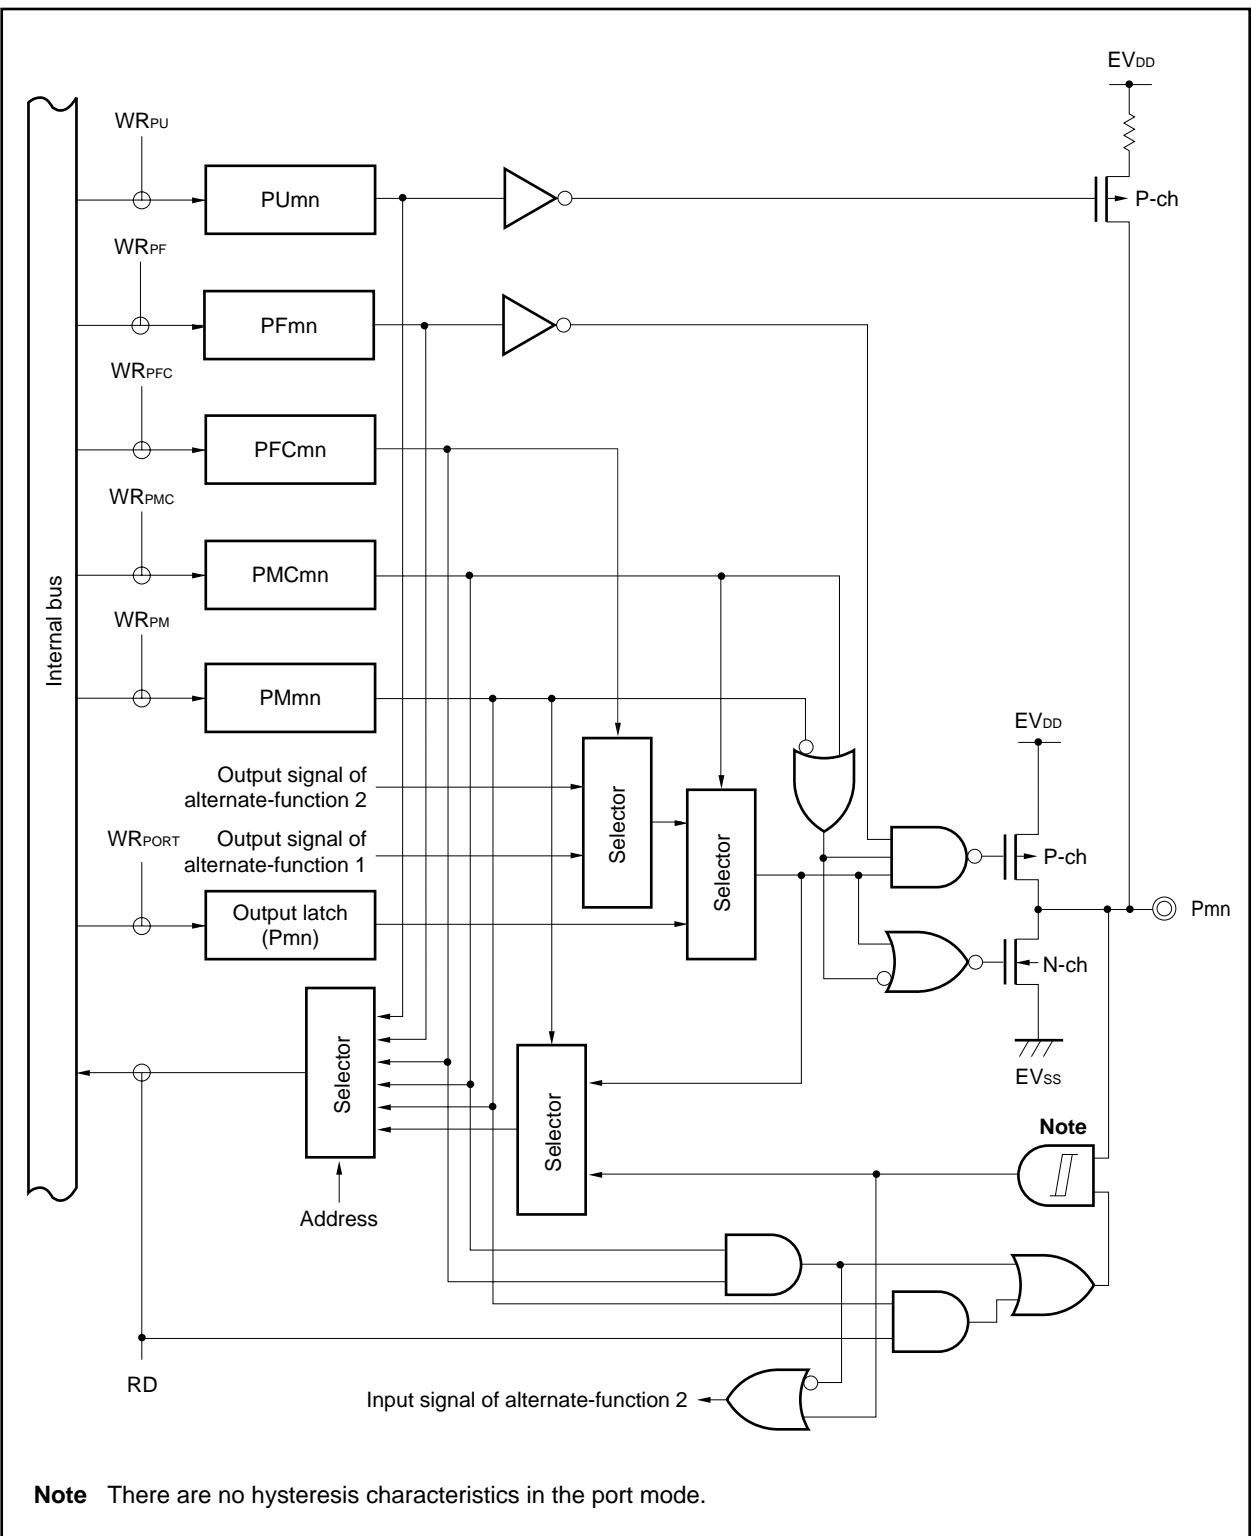 EVDD
WRPU
PUmn
P-ch
WRPF
PFmn
WRPFC
PFCmn
WRPMC
PMCmn
Internal bus
WRPM
PMmn
EVDD
Output signal of
alternate-function 2
Selector
Selector
WRPORT
Output signal of
alternate-function 1
P-ch
Output latch
(Pmn)
Pmn
N-ch
Selector
Selector
EVSS
Note
Address
RD
Input signal of alternate-function 2
Note There are no hysteresis characteristics in the port mode.